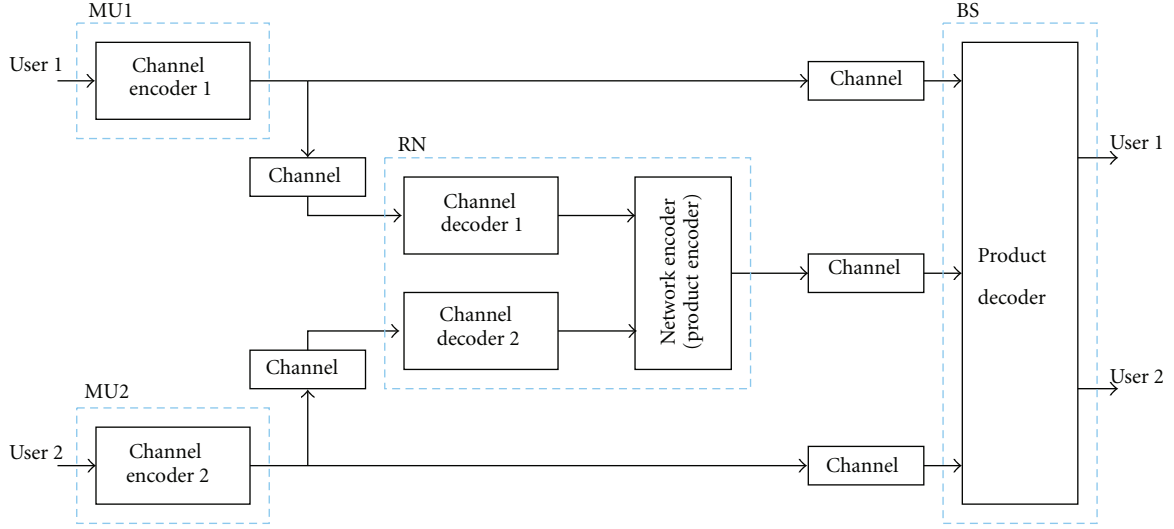 MU1
BS
User 1
Channel
encoder 1
Channel
RN
User 1
Channel
Channel
decoder 1
Network encoder
(product encoder)
Channel
Product
decoder
Channel
decoder 2
Channel
MU2
User 2
User 2
Channel
encoder 2
Channel